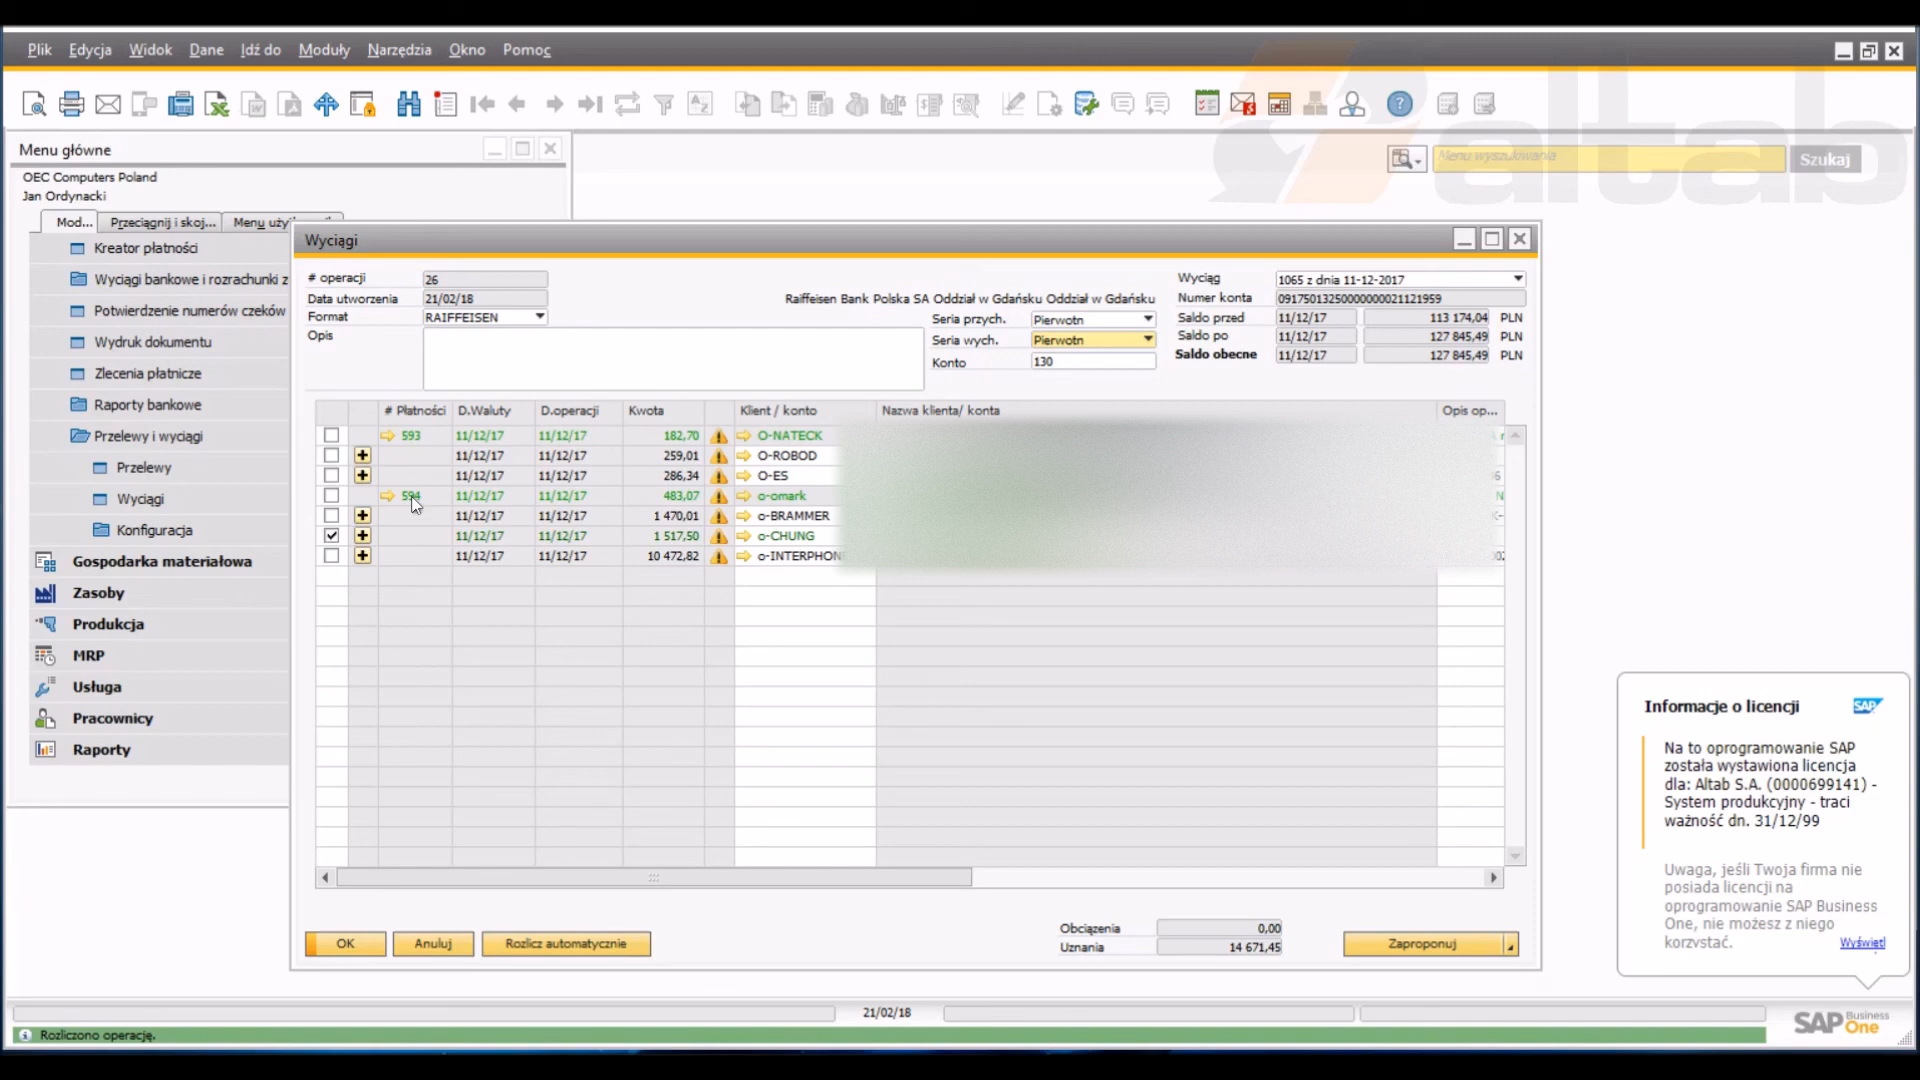 Plik Edycja Widok Dane Idź do Moduły Narzędzia Okno Pomoc
altab
Menu główne
OEC Computers Poland
Jan Ordynacki
Menu wyszukiwania Szukaj
Mod... Przeciągnij i skoj...
Kreator płatności
Wyciągi bankowe i rozrachunki z
Potwierdzenie numerów czeków
Wydruk dokumentu
Zlecenia płatnicze
Raporty bankowe
Przelewy i wyciągi
Przelewy
Wyciągi
Konfiguracja
Gospodarka materiałowa
Zasoby
Produkcja
MRP
Usługa
Pracownicy
Raporty
Wyciągi
# operacji 26
Data utworzenia 21/02/18
Format RAIFFEISEN
Opis
Raiffeisen Bank Polska SA Oddział w Gdańsku Oddział w Gdańsku
Seria przych. Pierwotn
Seria wych. Pierwotn
Konto 130
Wyciąg 1065 z dnia 11-12-2017
Numer konta 09175013250000000021121959
Saldo przed 11/12/17 113 174,04 PLN
Saldo po 11/12/17 127 845,49 PLN
Saldo obecne 11/12/17 127 845,49 PLN
# Płatności D.Waluty D.operacji Kwota Klient / konto Nazwa klienta/ konta Opis op...
593 11/12/17 11/12/17 182,70 O-NATECK
11/12/17 11/12/17 259,01 O-ROBOD
11/12/17 11/12/17 286,34 O-ES
594 11/12/17 11/12/17 483,07 o-omark
11/12/17 11/12/17 1 470,01 o-BRAMMER
11/12/17 11/12/17 1 517,50 o-CHUNG
11/12/17 11/12/17 10 472,82 o-INTERPHON
OK Anuluj Rozlicz automatycznie
Obciążenia 0,00
Uznania 14 671,45
Zaproponuj
Informacje o licencji SAP
Na to oprogramowanie SAP
została wystawiona licencja
dla: Altab S.A. (0000699141) -
System produkcyjny - traci
ważność dn. 31/12/99
Uwaga, jeśli Twoja firma nie
posiada licencji na
oprogramowanie SAP Business
One, nie możesz z niego
korzystać. Wyświetl
21/02/18
Rozliczono operację.
SAP Business One